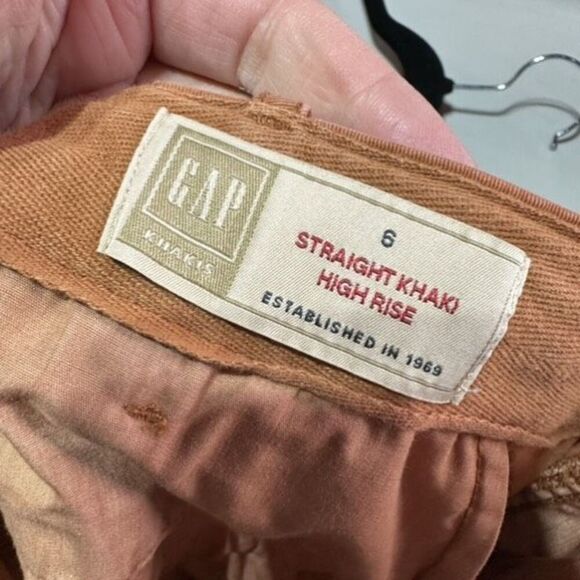 GAP
KHAKIS
6
STRAIGHT KHAKI
HIGH RISE
ESTABLISHED IN 1969